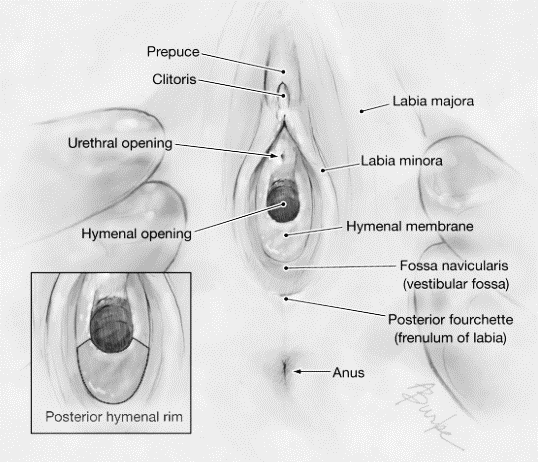 Prepuce
Clitoris
Labia majora
Urethral opening
Labia minora
Hymenal opening
Hymenal membrane
Fossa navicularis
(vestibular fossa)
Posterior fourchette
(frenulum of labia)
Anus
Posterior hymenal rim